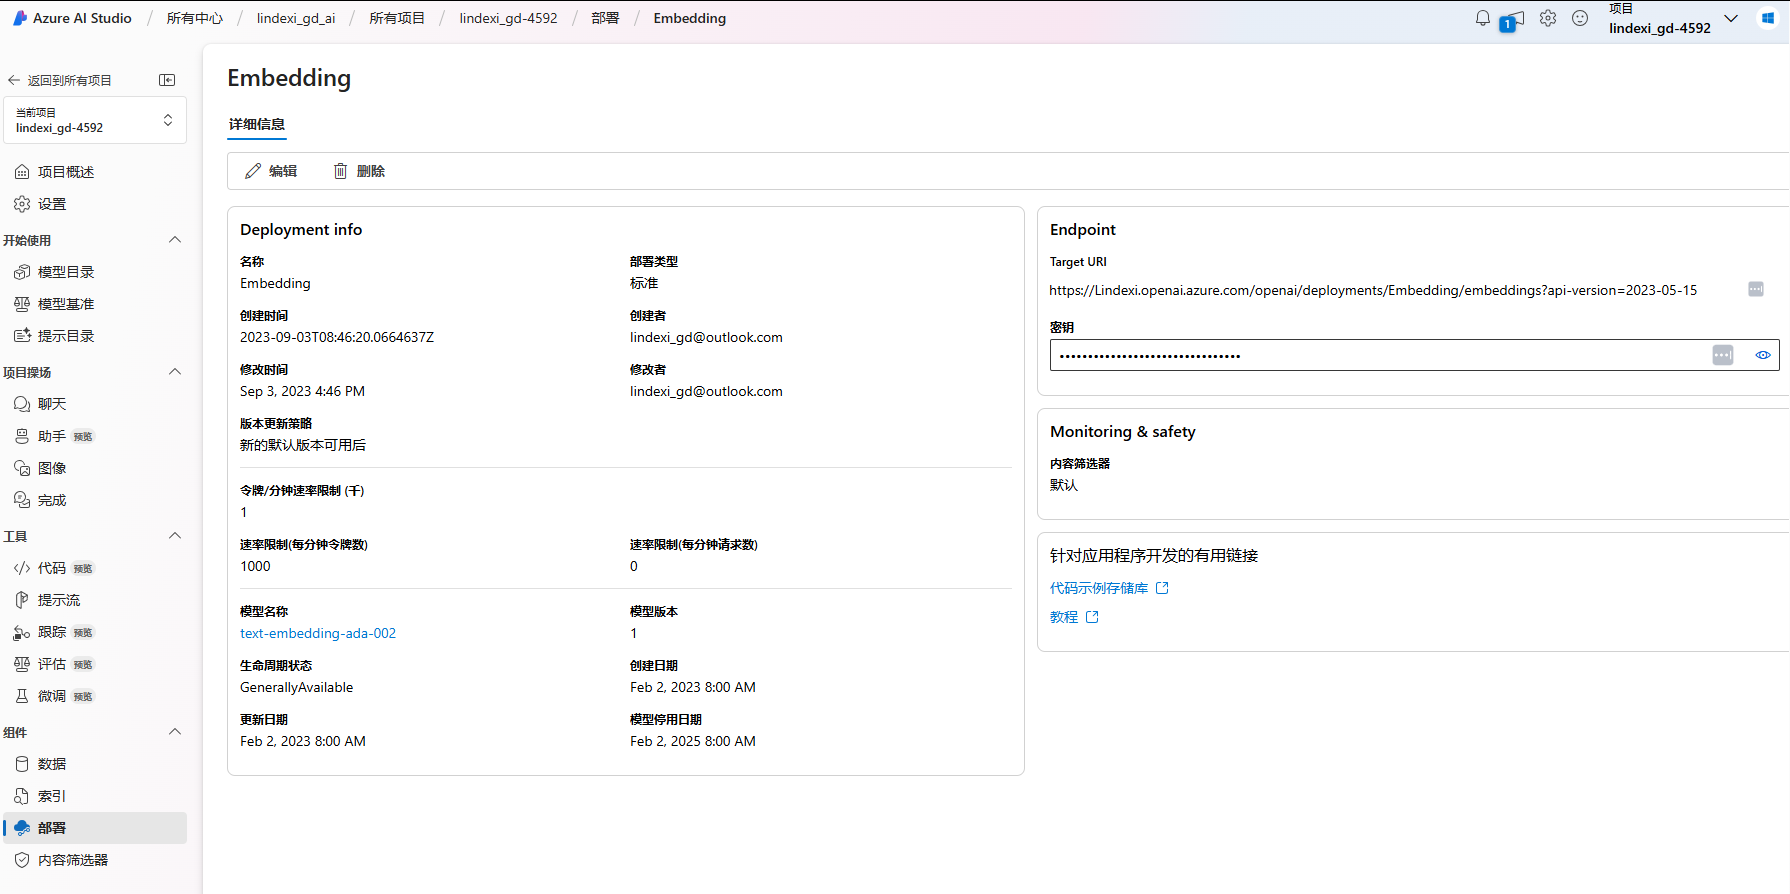 Azure AI Studio / 所有中心 / lindexi_gd_ai / 所有项目 / lindexi_gd-4592 / 部署 / Embedding
1
项目
lindexi_gd-4592
返回到所有项目
当前项目
lindexi_gd-4592
项目概述
设置
开始使用
模型目录
模型基准
提示目录
项目操场
聊天
助手 预览
图像
完成
工具
代码 预览
提示流
跟踪 预览
评估 预览
微调 预览
组件
数据
索引
部署
内容筛选器
Embedding
详细信息
编辑 删除
Deployment info
名称
Embedding
部署类型
标准
创建时间
2023-09-03T08:46:20.0664637Z
创建者
lindexi_gd@outlook.com
修改时间
Sep 3, 2023 4:46 PM
修改者
lindexi_gd@outlook.com
版本更新策略
新的默认版本可用后
令牌/分钟速率限制 (千)
1
速率限制(每分钟令牌数)
1000
速率限制(每分钟请求数)
0
模型名称
text-embedding-ada-002
模型版本
1
生命周期状态
GenerallyAvailable
创建日期
Feb 2, 2023 8:00 AM
更新日期
Feb 2, 2023 8:00 AM
模型停用日期
Feb 2, 2025 8:00 AM
Endpoint
Target URI
https://Lindexi.openai.azure.com/openai/deployments/Embedding/embeddings?api-version=2023-05-15
密钥
••••••••••••••••••••••••••••••••
Monitoring & safety
内容筛选器
默认
针对应用程序开发的有用链接
代码示例存储库
教程